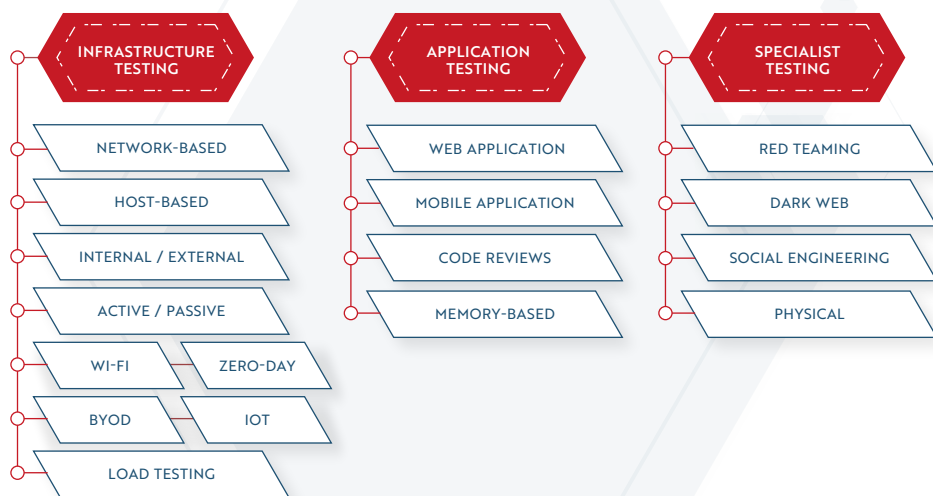 INFRASTRUCTURE
TESTING
NETWORK-BASED
HOST-BASED
INTERNAL / EXTERNAL
ACTIVE / PASSIVE
WI-FI
ZERO-DAY
BYOD
IOT
LOAD TESTING
APPLICATION
TESTING
WEB APPLICATION
MOBILE APPLICATION
CODE REVIEWS
MEMORY-BASED
SPECIALIST
TESTING
RED TEAMING
DARK WEB
SOCIAL ENGINEERING
PHYSICAL